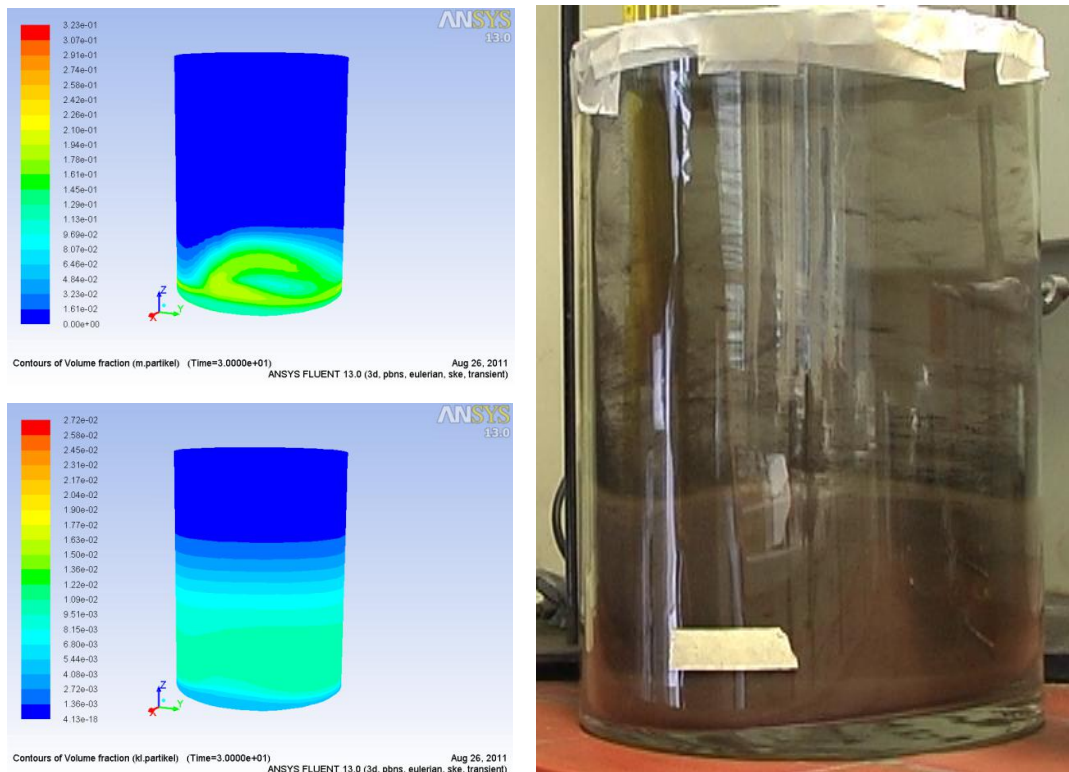 ANSYS
13.0
3.23e-01
3.07e-01
2.91e-01
2.74e-01
2.58e-01
2.42e-01
2.26e-01
2.10e-01
1.94e-01
1.78e-01
1.61e-01
1.45e-01
1.29e-01
1.13e-01
9.69e-02
8.07e-02
6.46e-02
4.84e-02
3.23e-02
1.61e-02
0.00e+00
Z
X
Y
Contours of Volume fraction (m.partikel) (Time=3.0000e+01)
Aug 26, 2011
ANSYS FLUENT 13.0 (3d, pbns, eulerian, ske, transient)
ANSYS
13.0
2.72e-02
2.58e-02
2.45e-02
2.31e-02
2.17e-02
2.04e-02
1.90e-02
1.77e-02
1.63e-02
1.50e-02
1.36e-02
1.22e-02
1.09e-02
9.51e-03
8.15e-03
6.80e-03
5.44e-03
4.08e-03
2.72e-03
1.36e-03
4.13e-18
Z
X
Y
Contours of Volume fraction (kl.partikel) (Time=3.0000e+01)
Aug 26, 2011
ANSYS FLUENT 13.0 (3d, pbns, eulerian, ske, transient)